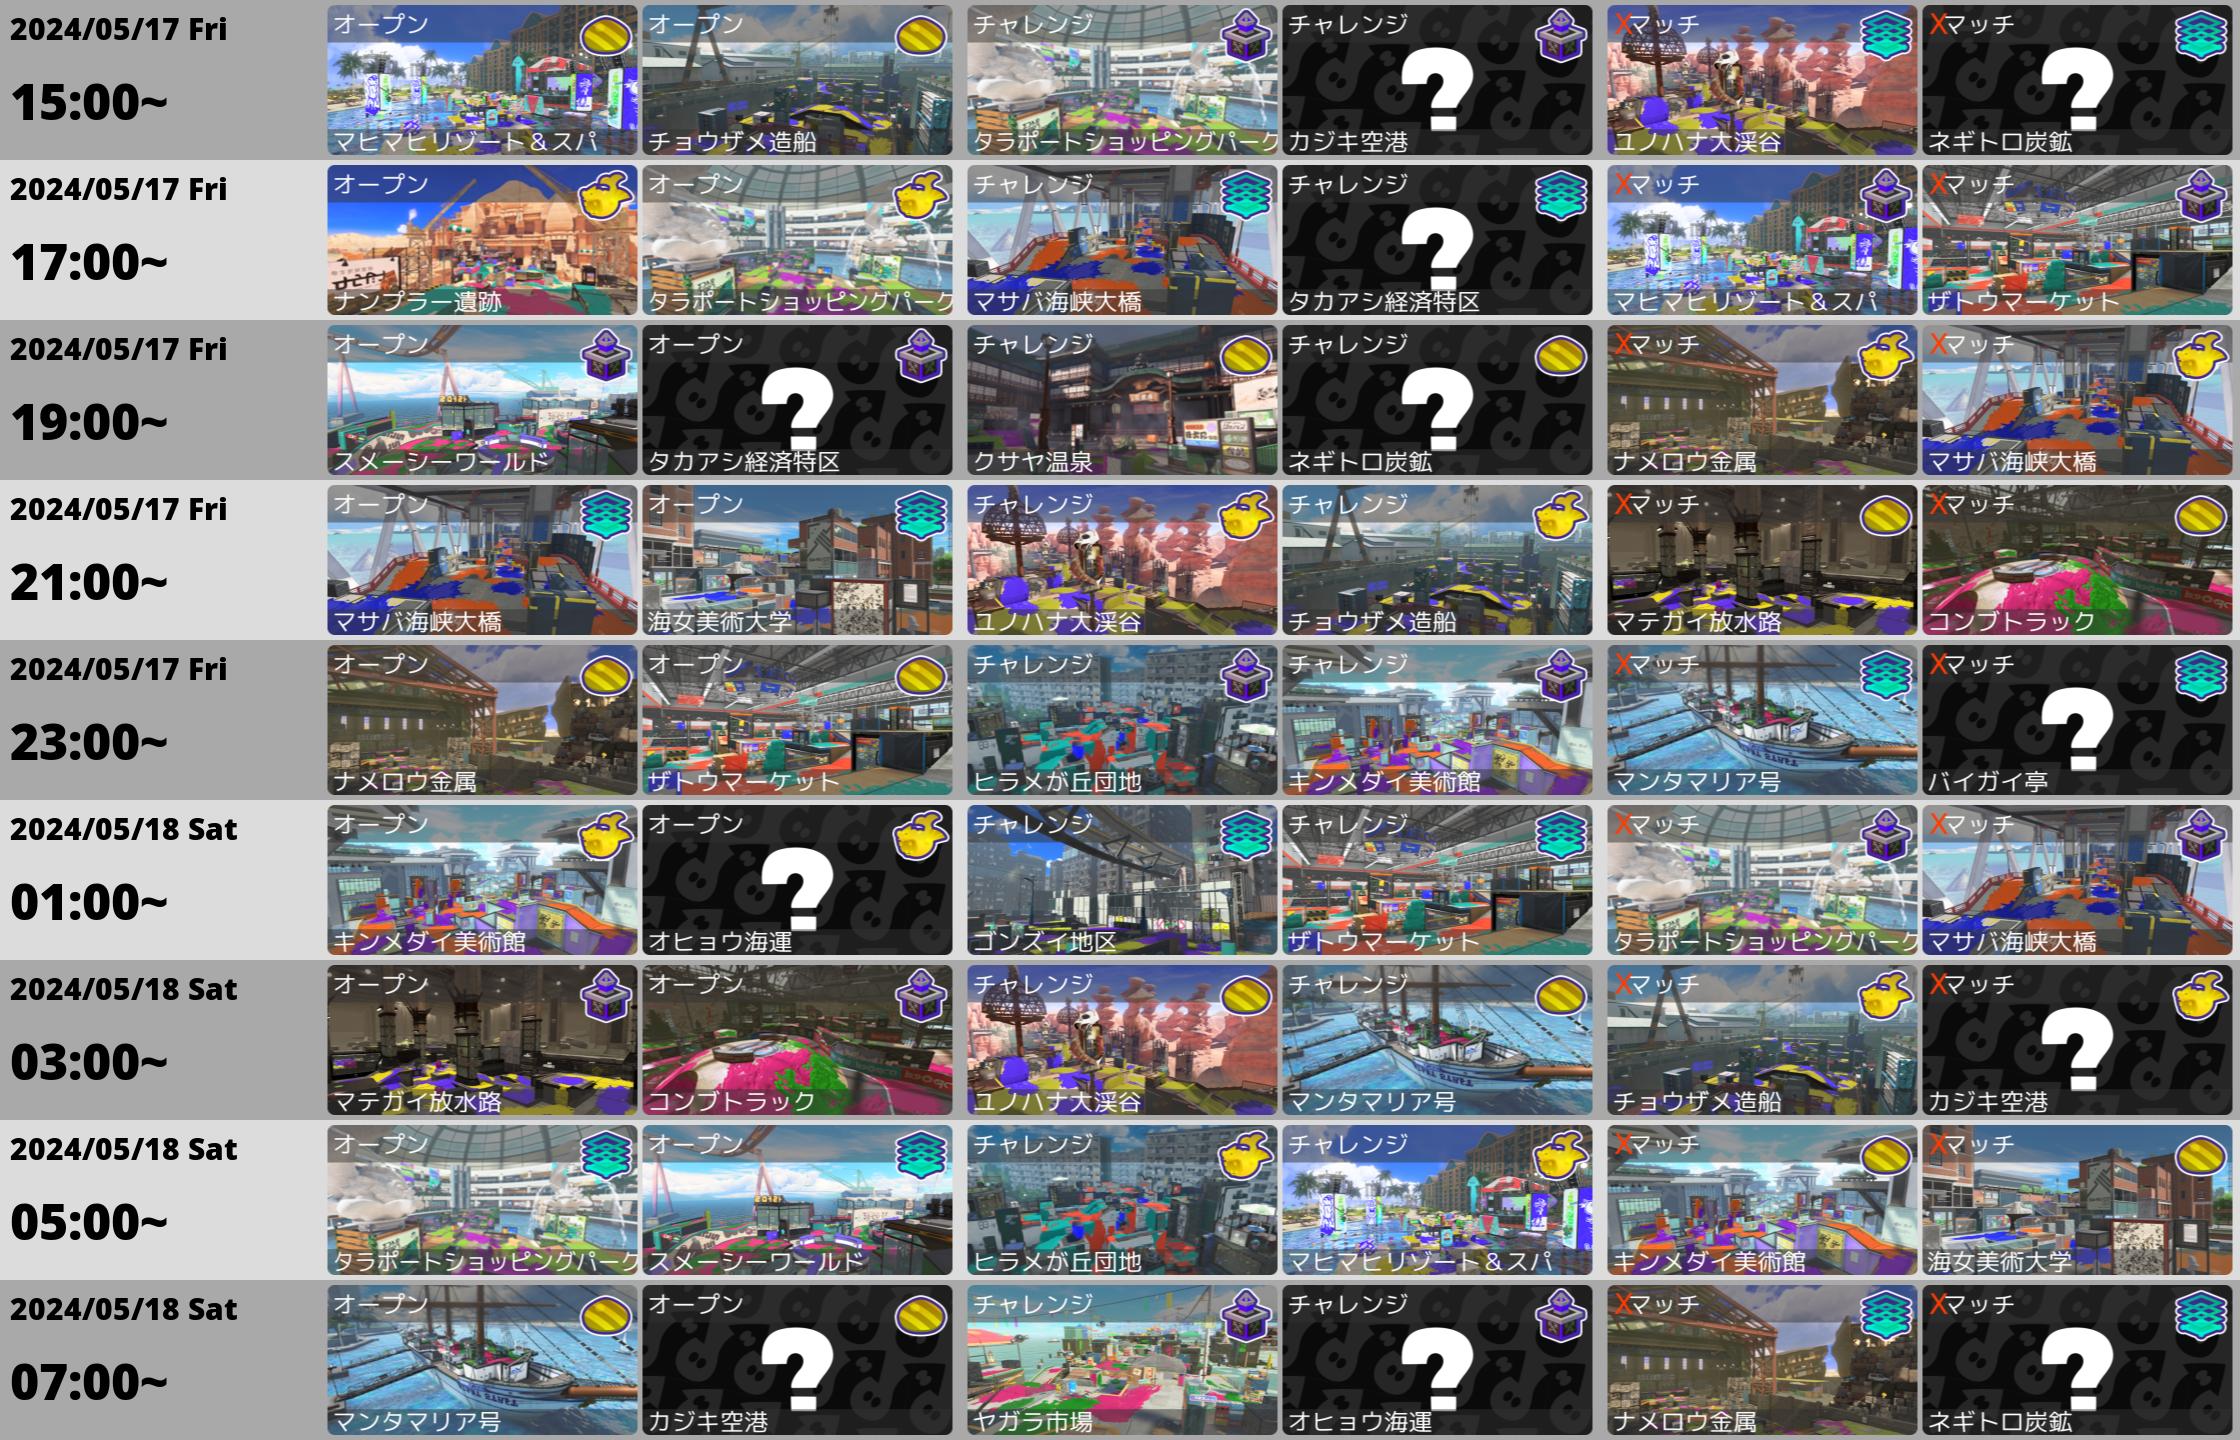 2024/05/17 Fri
15:00~
オープン
マヒマヒリゾート＆スパ
オープン
チョウザメ造船
チャレンジ
タラポートショッピングパーク
チャレンジ
カジキ空港
Xマッチ
ユノハナ大渓谷
Xマッチ
ネギトロ炭鉱
2024/05/17 Fri
17:00~
オープン
ナンプラー遺跡
オープン
タラポートショッピングパーク
チャレンジ
マサバ海峡大橋
チャレンジ
タカアシ経済特区
Xマッチ
マヒマヒリゾート＆スパ
Xマッチ
ザトウマーケット
2024/05/17 Fri
19:00~
オープン
スメーシーワールド
オープン
タカアシ経済特区
チャレンジ
クサヤ温泉
チャレンジ
ネギトロ炭鉱
Xマッチ
ナメロウ金属
Xマッチ
マサバ海峡大橋
2024/05/17 Fri
21:00~
オープン
マサバ海峡大橋
オープン
海女美術大学
チャレンジ
ユノハナ大渓谷
チャレンジ
チョウザメ造船
Xマッチ
マテガイ放水路
Xマッチ
コンブトラック
2024/05/17 Fri
23:00~
オープン
ナメロウ金属
オープン
ザトウマーケット
チャレンジ
ヒラメが丘団地
チャレンジ
キンメダイ美術館
Xマッチ
マンタマリア号
Xマッチ
バイガイ亭
2024/05/18 Sat
01:00~
オープン
キンメダイ美術館
オープン
オヒョウ海運
チャレンジ
ゴンズイ地区
チャレンジ
ザトウマーケット
Xマッチ
タラポートショッピングパーク
Xマッチ
マサバ海峡大橋
2024/05/18 Sat
03:00~
オープン
マテガイ放水路
オープン
コンブトラック
チャレンジ
ユノハナ大渓谷
チャレンジ
マンタマリア号
Xマッチ
チョウザメ造船
Xマッチ
カジキ空港
2024/05/18 Sat
05:00~
オープン
タラポートショッピングパーク
オープン
スメーシーワールド
チャレンジ
ヒラメが丘団地
チャレンジ
マヒマヒリゾート＆スパ
Xマッチ
キンメダイ美術館
Xマッチ
海女美術大学
2024/05/18 Sat
07:00~
オープン
マンタマリア号
オープン
カジキ空港
チャレンジ
ヤガラ市場
チャレンジ
オヒョウ海運
Xマッチ
ナメロウ金属
Xマッチ
ネギトロ炭鉱